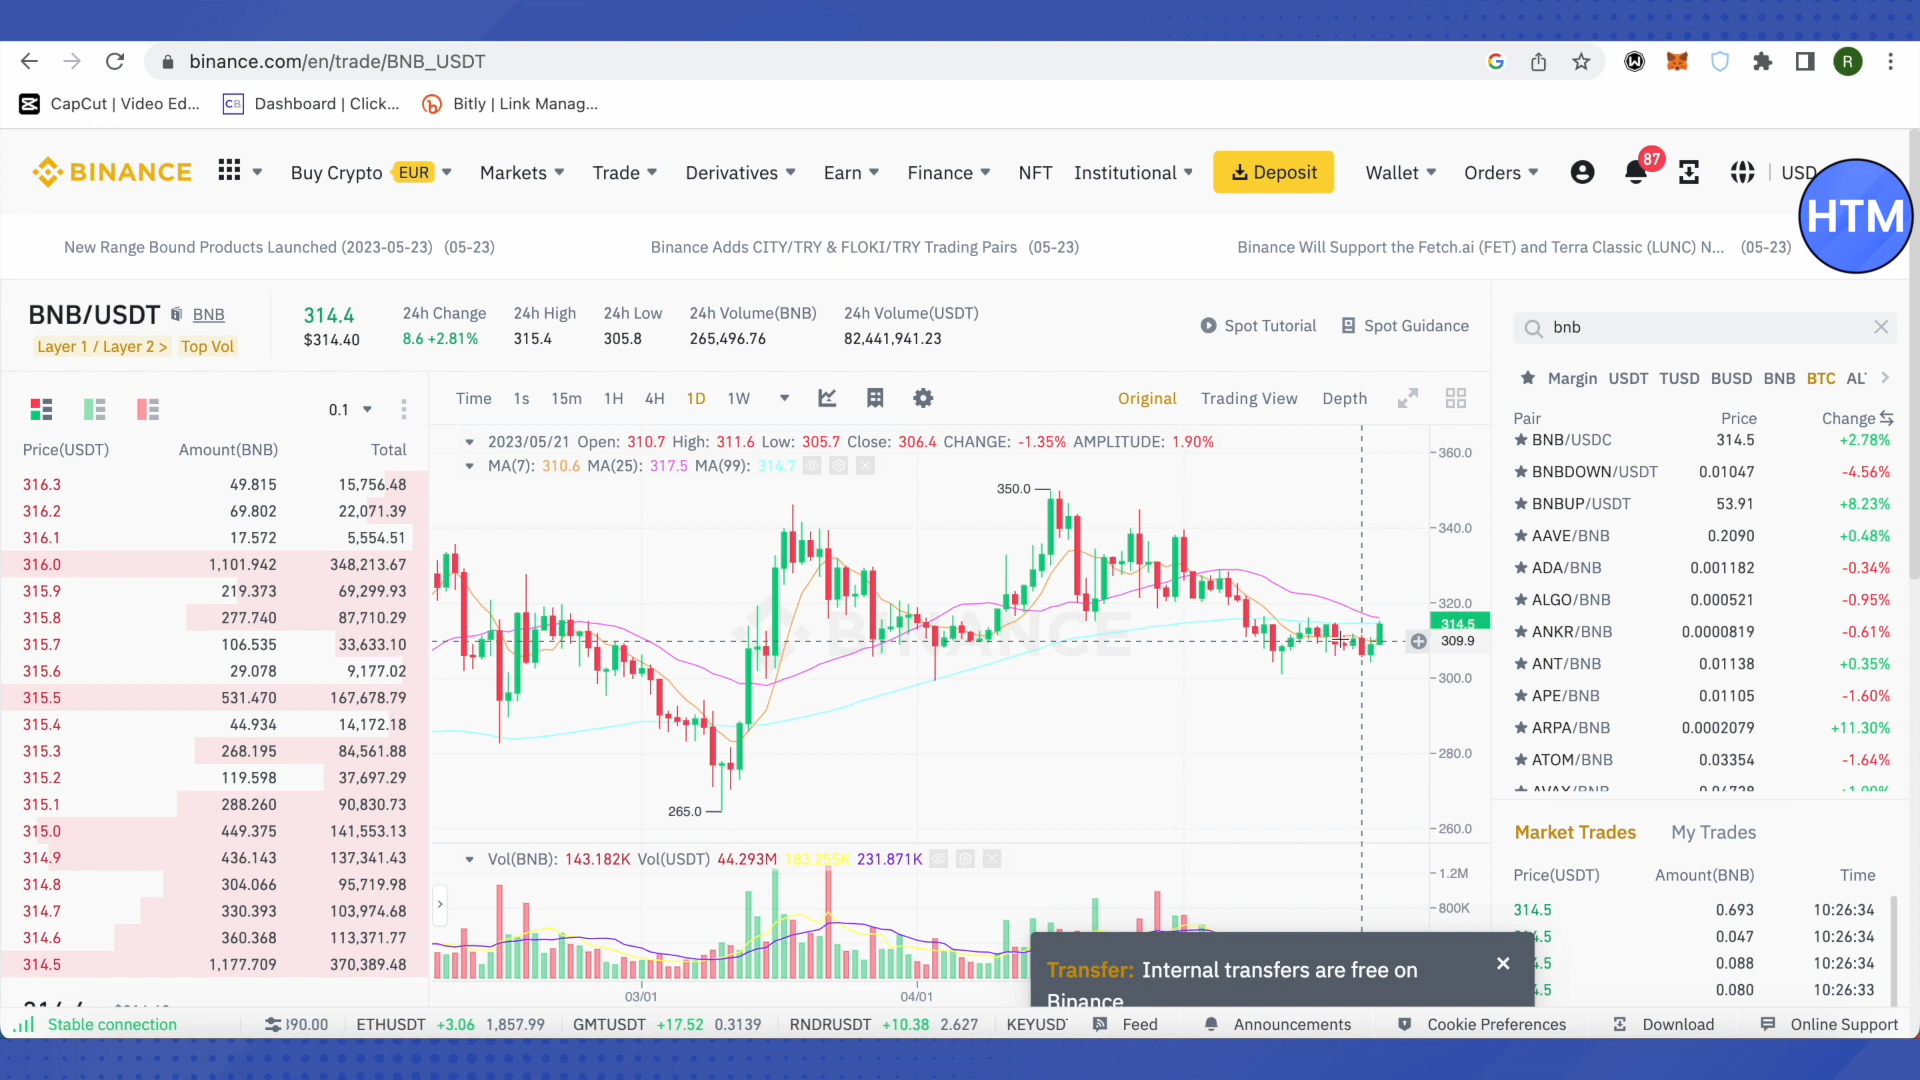 binance.com/en/trade/BNB_USDT
R
CapCut | Video Ed... CB Dashboard | Click... Bitly | Link Manag...
BINANCE Buy Crypto EUR Markets Trade Derivatives Earn Finance NFT Institutional Deposit Wallet Orders 87 USD
HTM
New Range Bound Products Launched (2023-05-23) (05-23) Binance Adds CITY/TRY & FLOKI/TRY Trading Pairs (05-23) Binance Will Support the Fetch.ai (FET) and Terra Classic (LUNC) N... (05-23)
BNB/USDT BNB
Layer 1 / Layer 2 > Top Vol
314.4
$314.40
24h Change
8.6 +2.81%
24h High
315.4
24h Low
305.8
24h Volume(BNB)
265,496.76
24h Volume(USDT)
82,441,941.23
Spot Tutorial Spot Guidance
0.1
Price(USDT) Amount(BNB) Total
316.3 49.815 15,756.48
316.2 69.802 22,071.39
316.1 17.572 5,554.51
316.0 1,101.942 348,213.67
315.9 219.373 69,299.93
315.8 277.740 87,710.29
315.7 106.535 33,633.10
315.6 29.078 9,177.02
315.5 531.470 167,678.79
315.4 44.934 14,172.18
315.3 268.195 84,561.88
315.2 119.598 37,697.29
315.1 288.260 90,830.73
315.0 449.375 141,553.13
314.9 436.143 137,341.43
314.8 304.066 95,719.98
314.7 330.393 103,974.68
314.6 360.368 113,371.77
314.5 1,177.709 370,389.48
Time 1s 15m 1H 4H 1D 1W Original Trading View Depth
2023/05/21 Open: 310.7 High: 311.6 Low: 305.7 Close: 306.4 CHANGE: -1.35% AMPLITUDE: 1.90%
MA(7): 310.6 MA(25): 317.5 MA(99): 314.7
360.0
350.0
340.0
320.0
314.5
309.9
BINANCE
300.0
280.0
265.0
260.0
Vol(BNB): 143.182K Vol(USDT) 44.293M 183.255K 231.871K
1.2M
800K
03/01 04/01
Transfer: Internal transfers are free on
Binance
bnb
Margin USDT TUSD BUSD BNB BTC
Pair Price Change
BNB/USDC 314.5 +2.78%
BNBDOWN/USDT 0.01047 -4.56%
BNBUP/USDT 53.91 +8.23%
AAVE/BNB 0.2090 +0.48%
ADA/BNB 0.001182 -0.34%
ALGO/BNB 0.000521 -0.95%
ANKR/BNB 0.0000819 -0.61%
ANT/BNB 0.01138 +0.35%
APE/BNB 0.01105 -1.60%
ARPA/BNB 0.0002079 +11.30%
ATOM/BNB 0.03354 -1.64%
Market Trades My Trades
Price(USDT) Amount(BNB) Time
314.5 0.693 10:26:34
0.047 10:26:34
0.088 10:26:34
0.080 10:26:33
Stable connection ETHUSDT +3.06 1,857.99 GMTUSDT +17.52 0.3139 RNDRUSDT +10.38 2.627 KEYUSD Feed Announcements Cookie Preferences Download Online Support